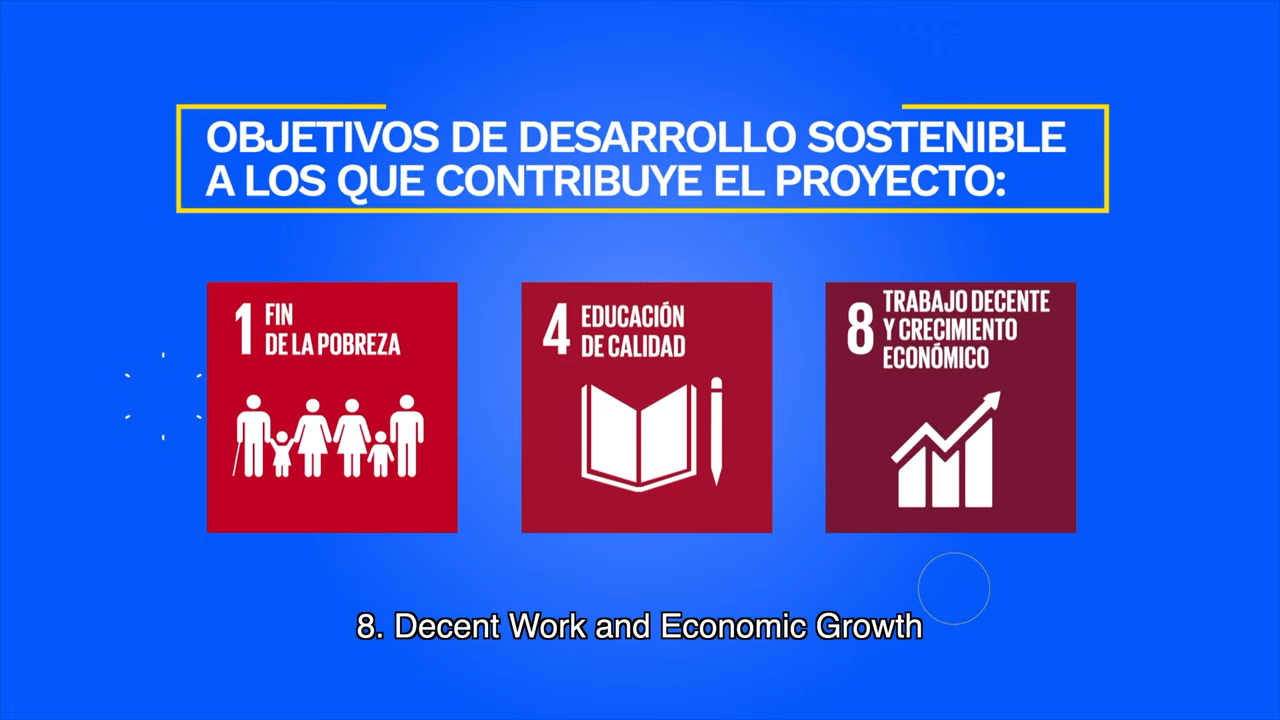 OBJETIVOS DE DESARROLLO SOSTENIBLE
A LOS QUE CONTRIBUYE EL PROYECTO:
1 FIN
DE LA POBREZA
4 EDUCACIÓN
DE CALIDAD
8 TRABAJO DECENTE
Y CRECIMIENTO
ECONÓMICO
8. Decent Work and Economic Growth